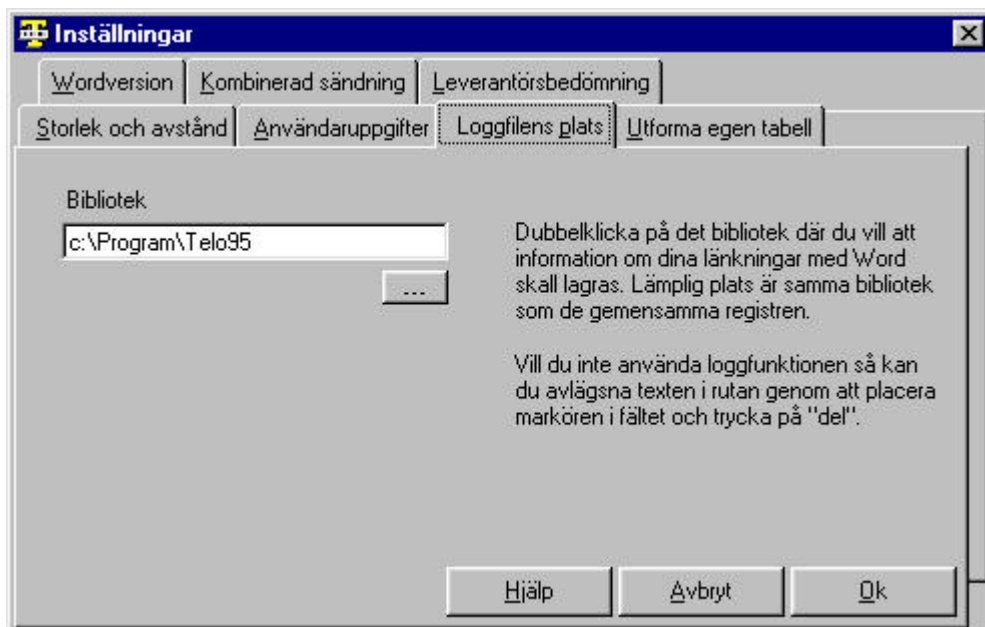 Inställningar
Wordversion Kombinerad sändning Leverantörsbedömning
Storlek och avstånd Användaruppgifter Loggfilens plats Utforma egen tabell
Bibliotek
c:\Program\Telo95
...
Dubbelklicka på det bibliotek där du vill att
information om dina länkningar med Word
skall lagras. Lämplig plats är samma bibliotek
som de gemensamma registren.
Vill du inte använda loggfunktionen så kan
du avlägsna texten i rutan genom att placera
markören i fältet och trycka på "del".
Hjälp Avbryt Ok